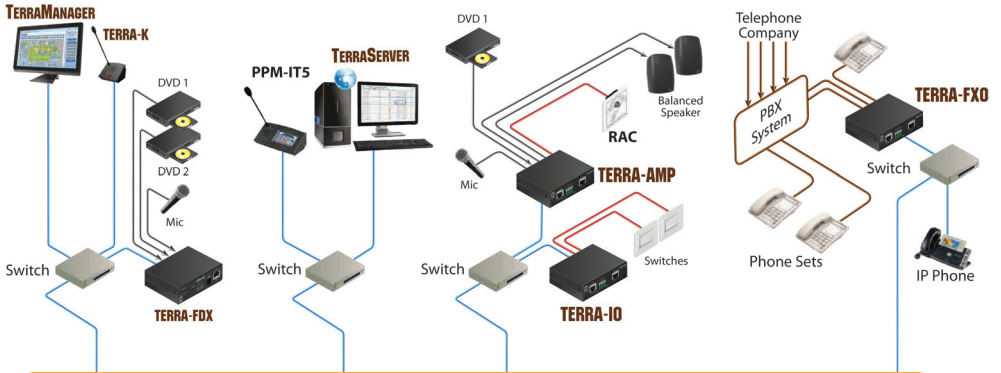 TERRAMANAGER
TERRA-K
DVD 1
DVD 2
Mic
Switch
TERRA-FDX
PPM-IT5
TERRASERVER
Switch
DVD 1
Balanced
Speaker
RAC
Mic
TERRA-AMP
Switches
Switch
TERRA-IO
Telephone
Company
PBX
System
TERRA-FXO
Switch
Phone Sets
IP Phone